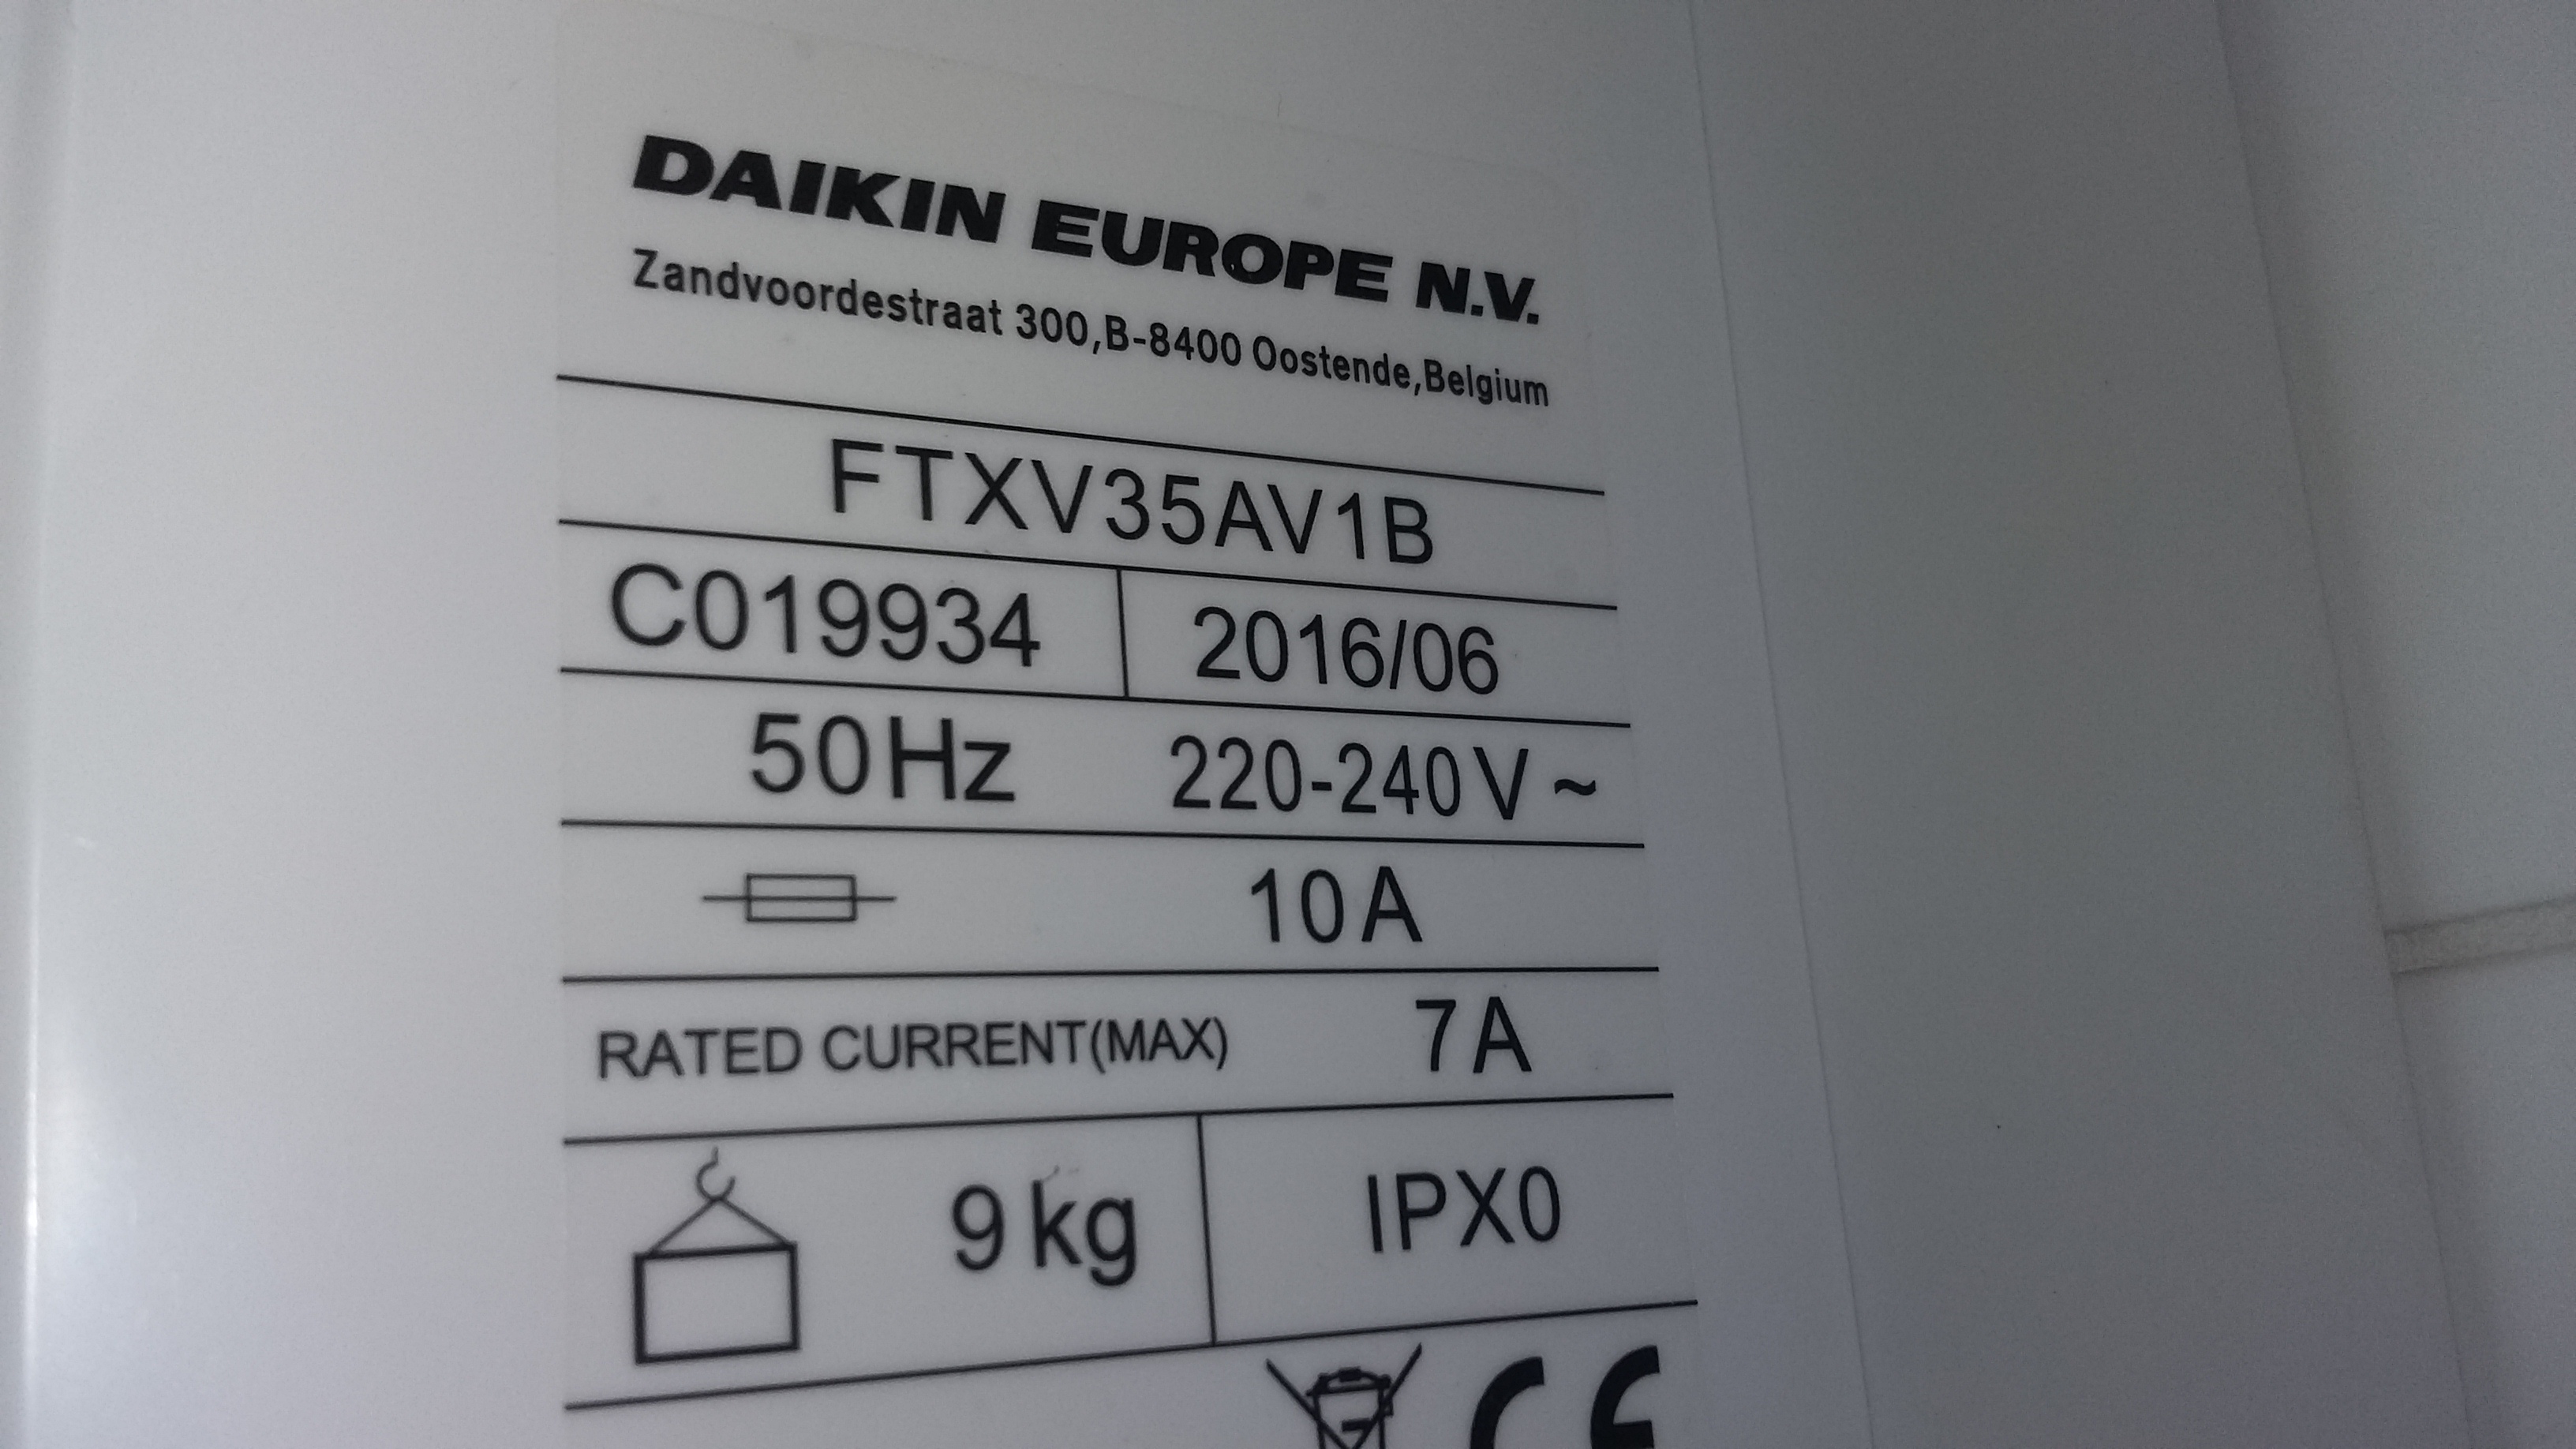 DAIKIN EUROPE N.V.
Zandvoordestraat 300,B-8400 Oostende,Belgium
FTXV35AV1B
C019934 2016/06
50Hz 220-240V~
10A
RATED CURRENT(MAX) 7A
9kg IPX0
CE